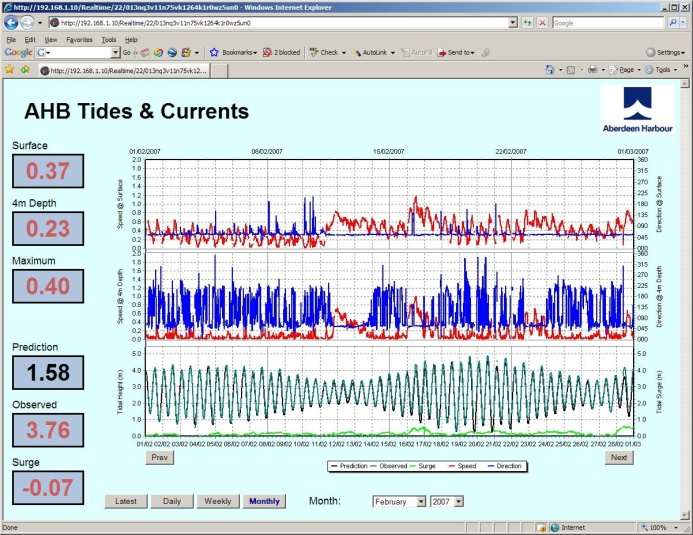 http://192.168.1.10/Realtime/22/013nq3v11n75vk1264k1r0wz5un0 - Windows Internet Explorer
http://192.168.1.10/Realtime/22/013nq3v11n75vk1264k1r0wz5un0
Google
File Edit View Favorites Tools Help
Google G Go Bookmarks 2 blocked Check AutoLink AutoFill Send to Settings
http://192.168.1.10/Realtime/22/013nq3v11n75vk12...
Page Tools
AHB Tides & Currents
Aberdeen Harbour
Surface
0.37
4m Depth
0.23
Maximum
0.40
Prediction
1.58
Observed
3.76
Surge
-0.07
01/02/2007 08/02/2007 15/02/2007 22/02/2007 01/03/2007
Speed @ Surface
2.0
1.8
1.6
1.4
1.2
1.0
0.8
0.6
0.4
0.2
0.0
360
315
270
225
180
135
090
045
000
Direction @ Surface
Speed @ 4m Depth
2.0
1.8
1.6
1.4
1.2
1.0
0.8
0.6
0.4
0.2
0.0
360
315
270
225
180
135
090
045
000
Direction @ 4m Depth
Tidal Height (m)
5.0
4.0
3.0
2.0
1.0
0.0
5.0
4.0
3.0
2.0
1.0
0.0
Tidal Surge (m)
01/02 02/02 03/02 04/02 05/02 06/02 07/02 08/02 09/02 10/02 11/02 12/02 13/02 14/02 15/02 16/02 17/02 18/02 19/02 20/02 21/02 22/02 23/02 24/02 25/02 26/02 27/02 28/02 01/03
Prev
Next
Prediction Observed Surge Speed Direction
Latest Daily Weekly Monthly Month: February 2007
Done Internet 100%